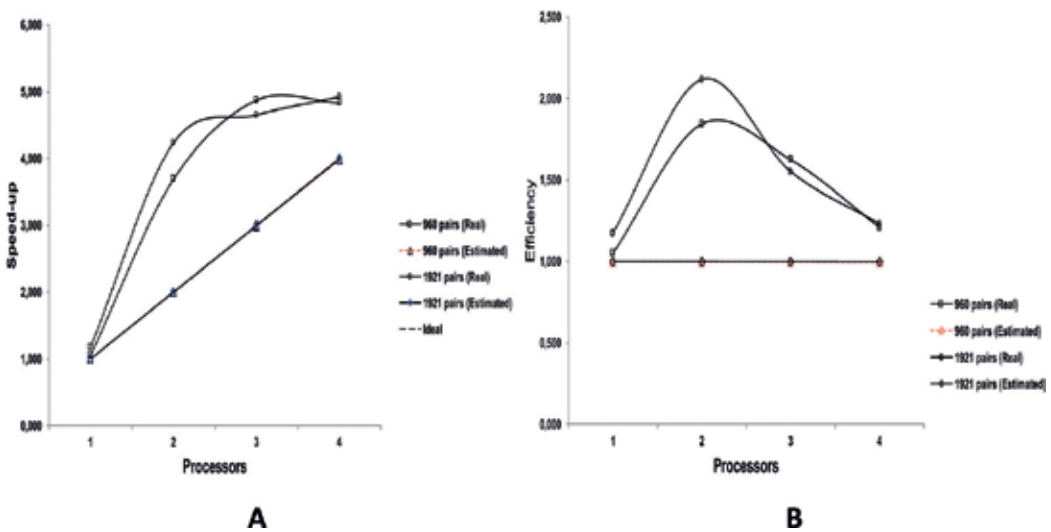 6,000
5,000
4,000
3,000
2,000
1,000
0,000
Speed-up
1 2 3 4
Processors
960 pairs (Real)
960 pairs (Estimated)
1921 pairs (Real)
1921 pairs (Estimated)
Ideal
A
2,500
2,000
1,500
1,000
0,500
0,000
Efficiency
1 2 3 4
Processors
960 pairs (Real)
960 pairs (Estimated)
1921 pairs (Real)
1921 pairs (Estimated)
B